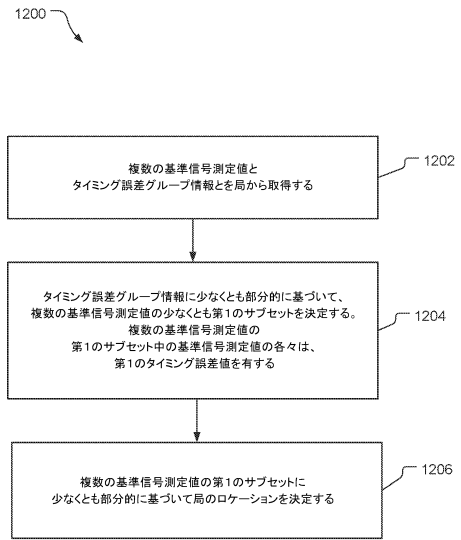 1200
複数の基準信号測定値と
タイミング誤差グループ情報とを局から取得する
1202
タイミング誤差グループ情報に少なくとも部分的に基づいて、
複数の基準信号測定値の少なくとも第1のサブセットを決定する。
複数の基準信号測定値の
第1のサブセット中の基準信号測定値の各々は、
第1のタイミング誤差値を有する
1204
複数の基準信号測定値の第1のサブセットに
少なくとも部分的に基づいて局のロケーションを決定する
1206